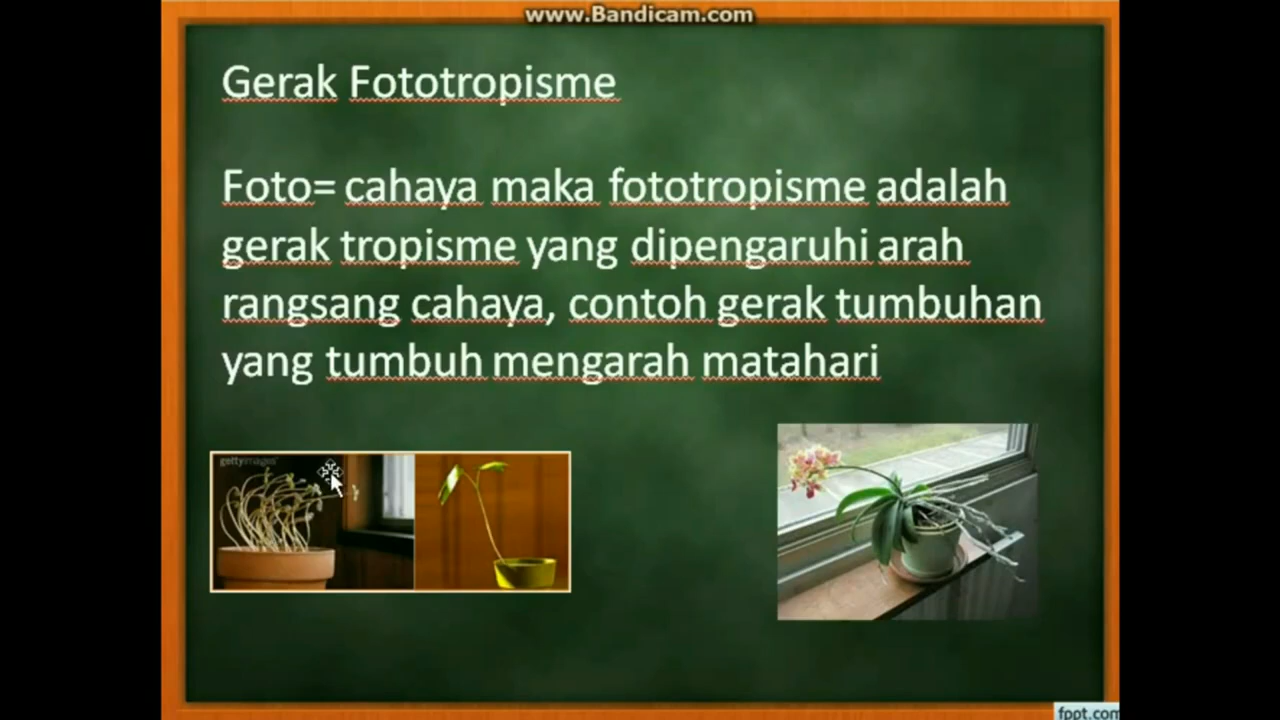 www.Bandicam.com
Gerak Fototropisme
Foto= cahaya maka fototropisme adalah
gerak tropisme yang dipengaruhi arah
rangsang cahaya, contoh gerak tumbuhan
yang tumbuh mengarah matahari
gettyimages
fppt.com